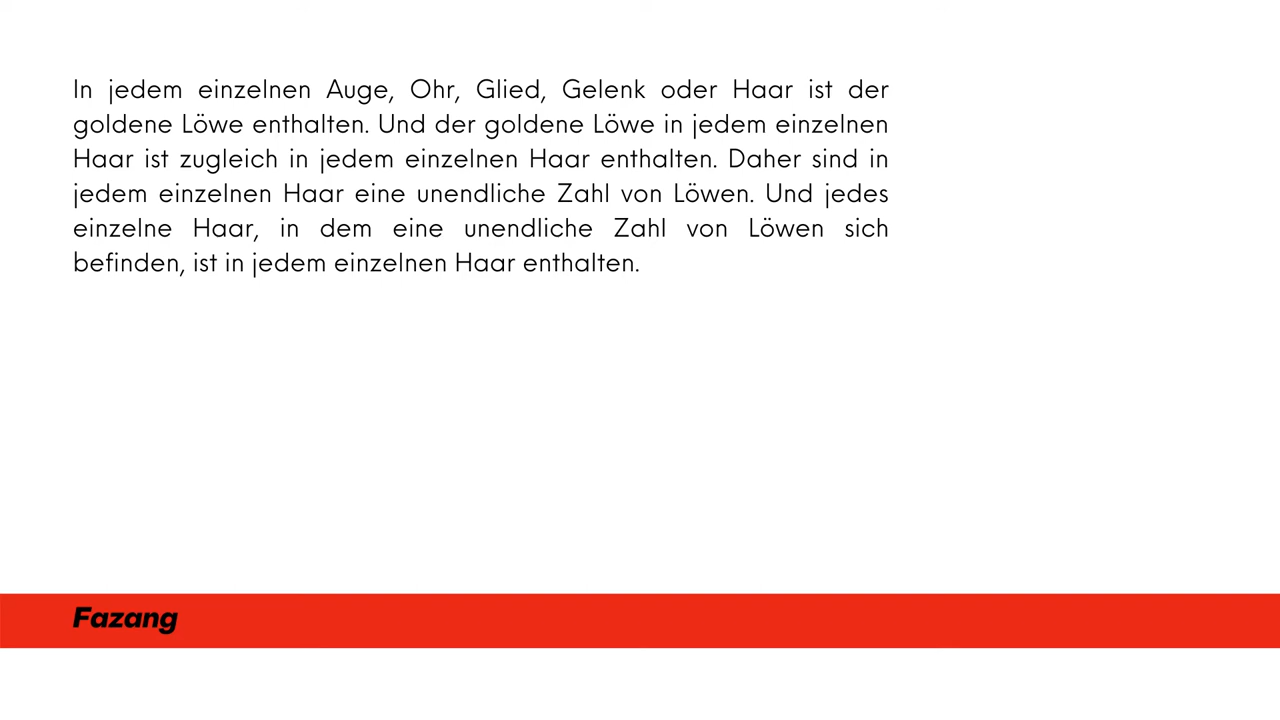 In jedem einzelnen Auge, Ohr, Glied, Gelenk oder Haar ist der
goldene Löwe enthalten. Und der goldene Löwe in jedem einzelnen
Haar ist zugleich in jedem einzelnen Haar enthalten. Daher sind in
jedem einzelnen Haar eine unendliche Zahl von Löwen. Und jedes
einzelne Haar, in dem eine unendliche Zahl von Löwen sich
befinden, ist in jedem einzelnen Haar enthalten.
Fazang